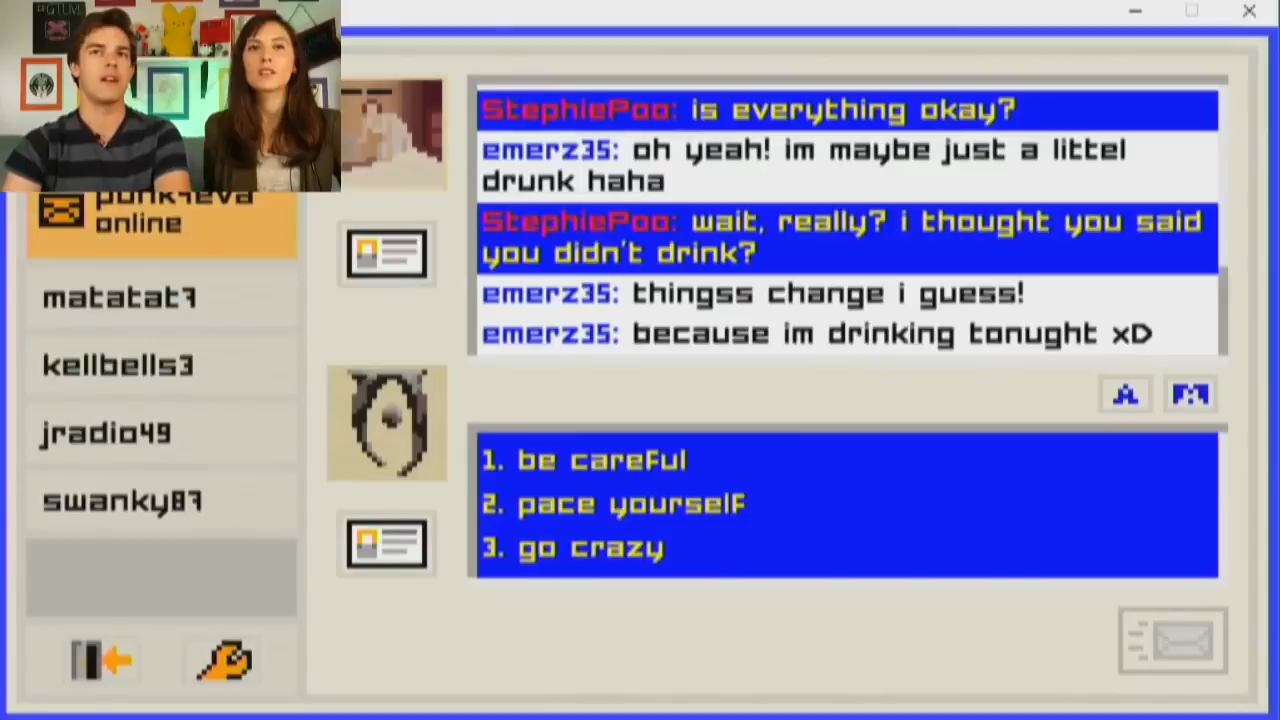 #GTLIVE
StephiePoo: is everything okay?
emerz35: oh yeah! im maybe just a littel
drunk haha
StephiePoo: wait, really? i thought you said
you didn't drink?
emerz35: thingss change i guess!
emerz35: because im drinking tonught xD
punk4eva
online
matatat7
kellbells3
jradio49
swanky87
A
1. be careful
2. pace yourself
3. go crazy